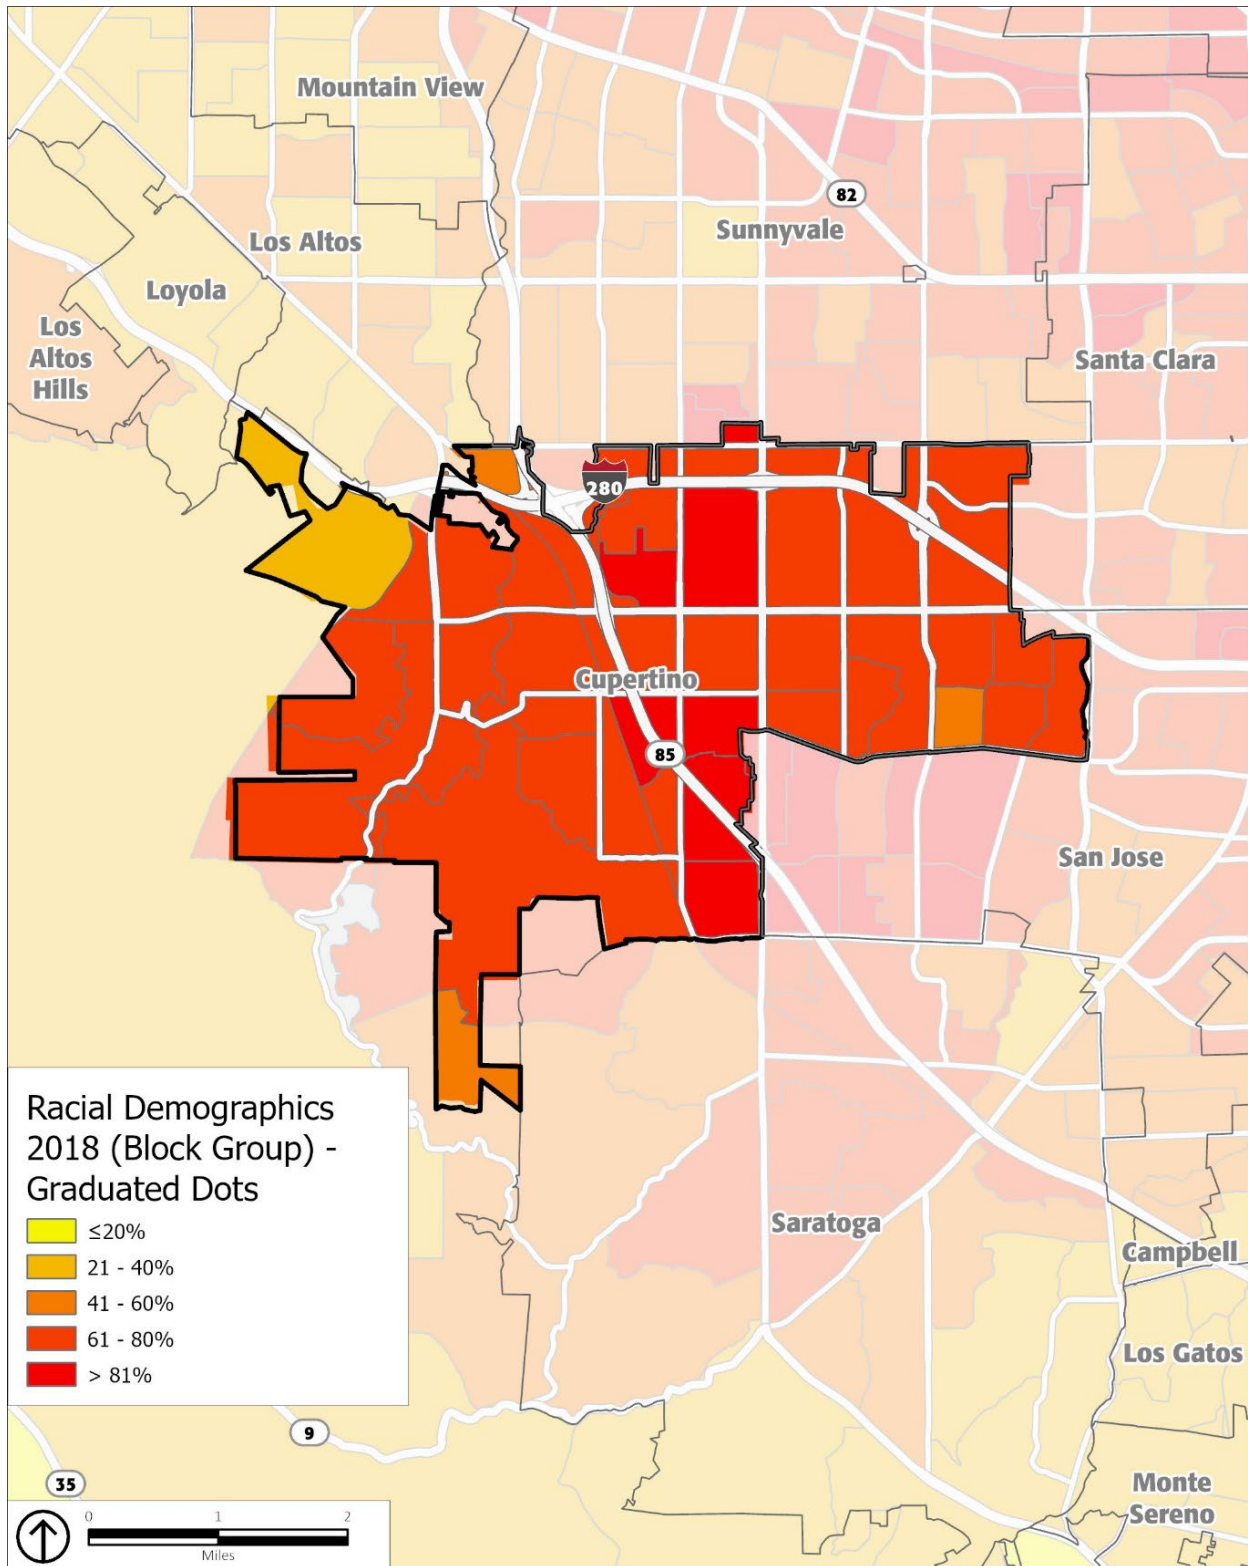 Mountain View
82
Sunnyvale
Los Altos
Loyola
Los
Altos
Hills
Santa Clara
280
Cupertino
85
San Jose
Racial Demographics
2018 (Block Group) -
Graduated Dots
≤20%
21 - 40%
41 - 60%
61 - 80%
> 81%
Saratoga
Campbell
Los Gatos
9
35
Monte
Sereno
0 1 2
Miles